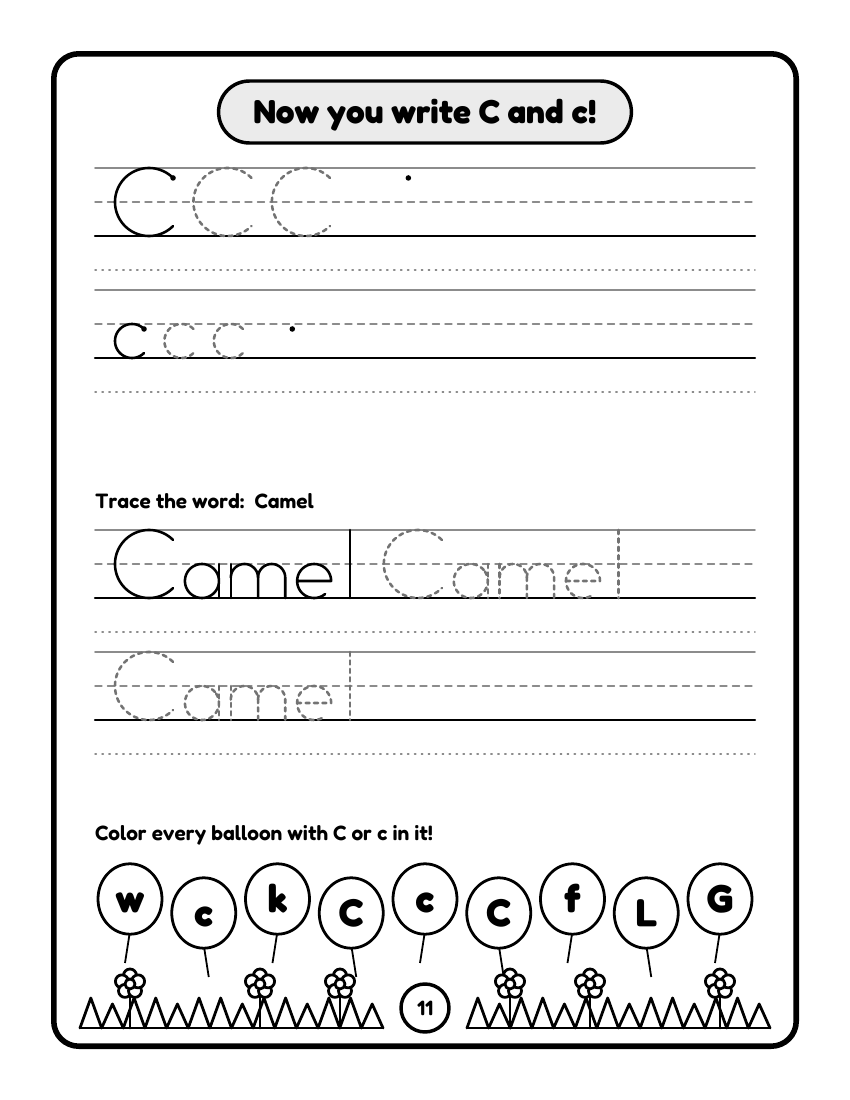 Now you write C and c!
C C C
c c c
Trace the word: Camel
Camel Camel
Camel
Color every balloon with C or c in it!
w c k C c C f L G
11